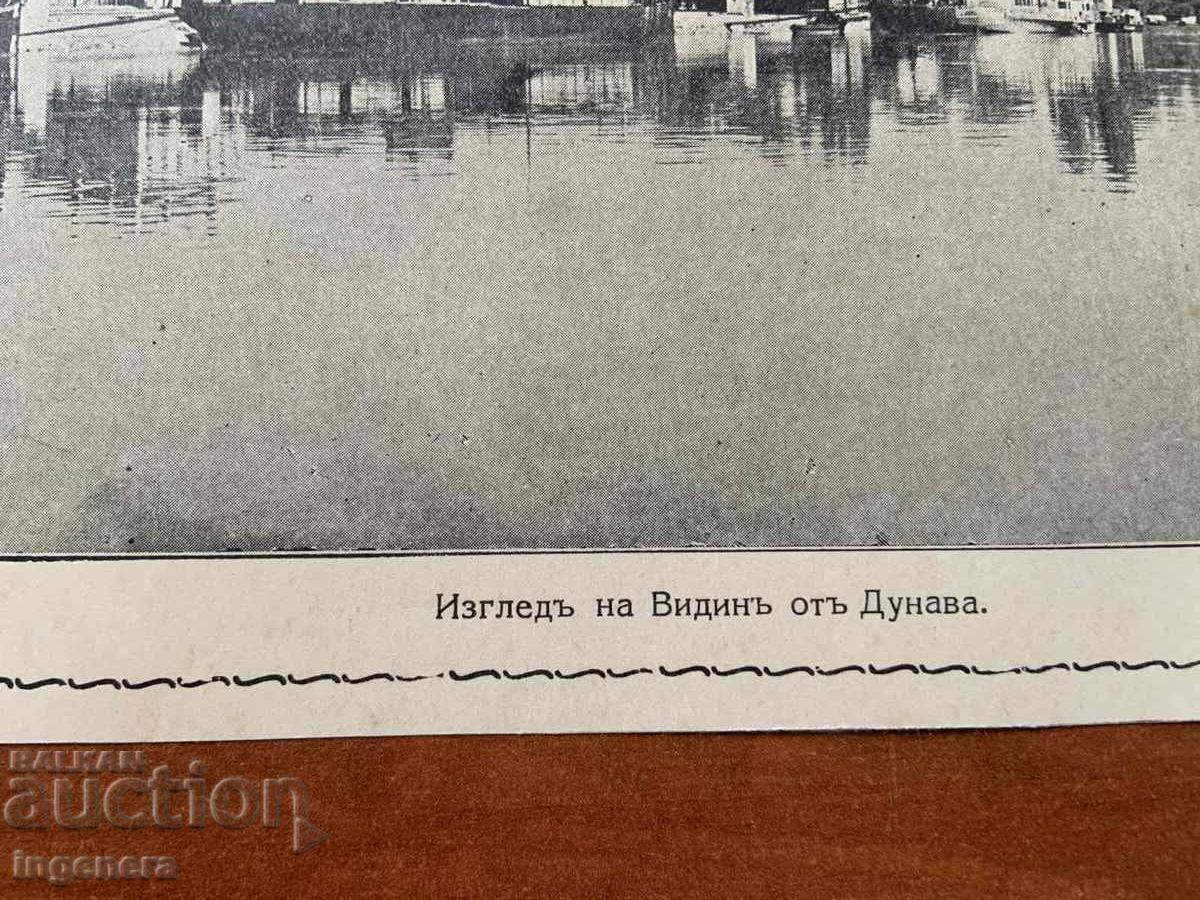 Изгледъ на Видинъ отъ Дунава.
BALKAN
auction
ingenera